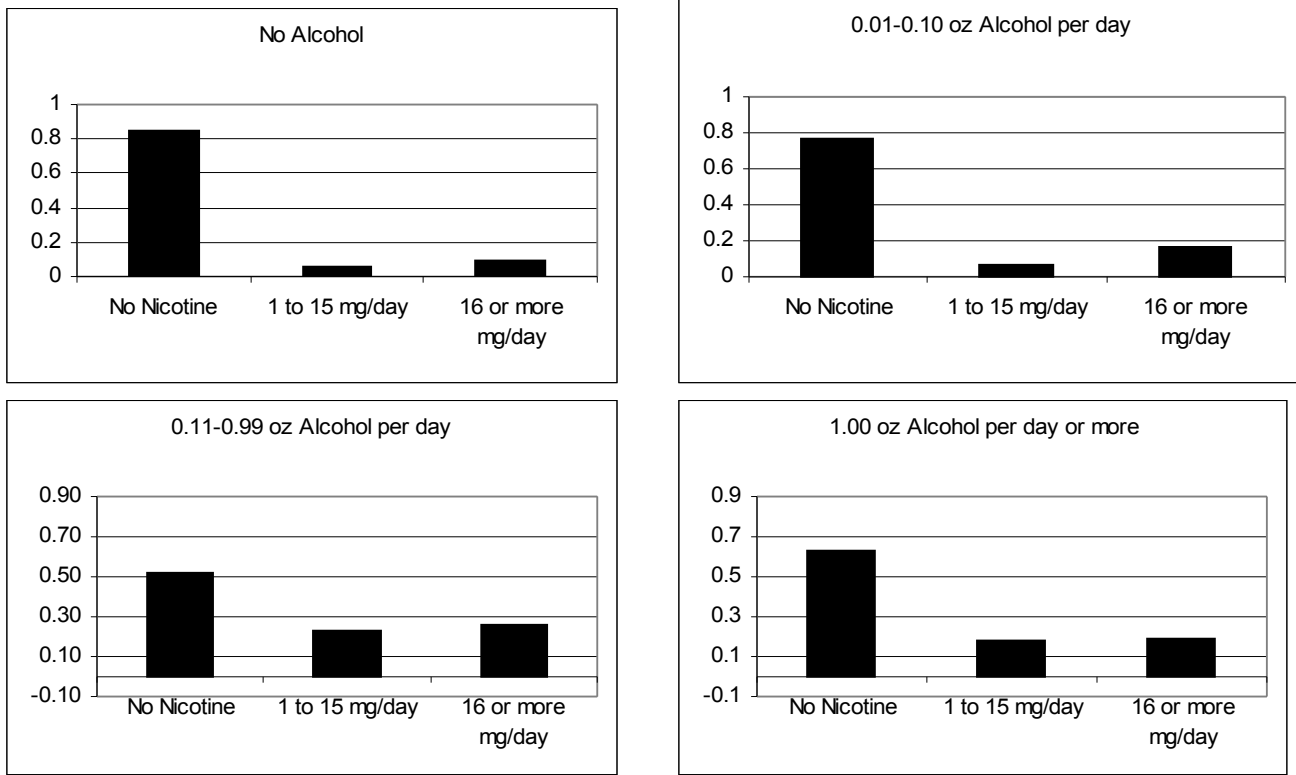 No Alcohol
1
0.8
0.6
0.4
0.2
0
No Nicotine
1 to 15 mg/day
16 or more
mg/day
0.01-0.10 oz Alcohol per day
1
0.8
0.6
0.4
0.2
0
No Nicotine
1 to 15 mg/day
16 or more
mg/day
0.11-0.99 oz Alcohol per day
0.90
0.70
0.50
0.30
0.10
-0.10
No Nicotine
1 to 15 mg/day
16 or more
mg/day
1.00 oz Alcohol per day or more
0.9
0.7
0.5
0.3
0.1
-0.1
No Nicotine
1 to 15 mg/day
16 or more
mg/day